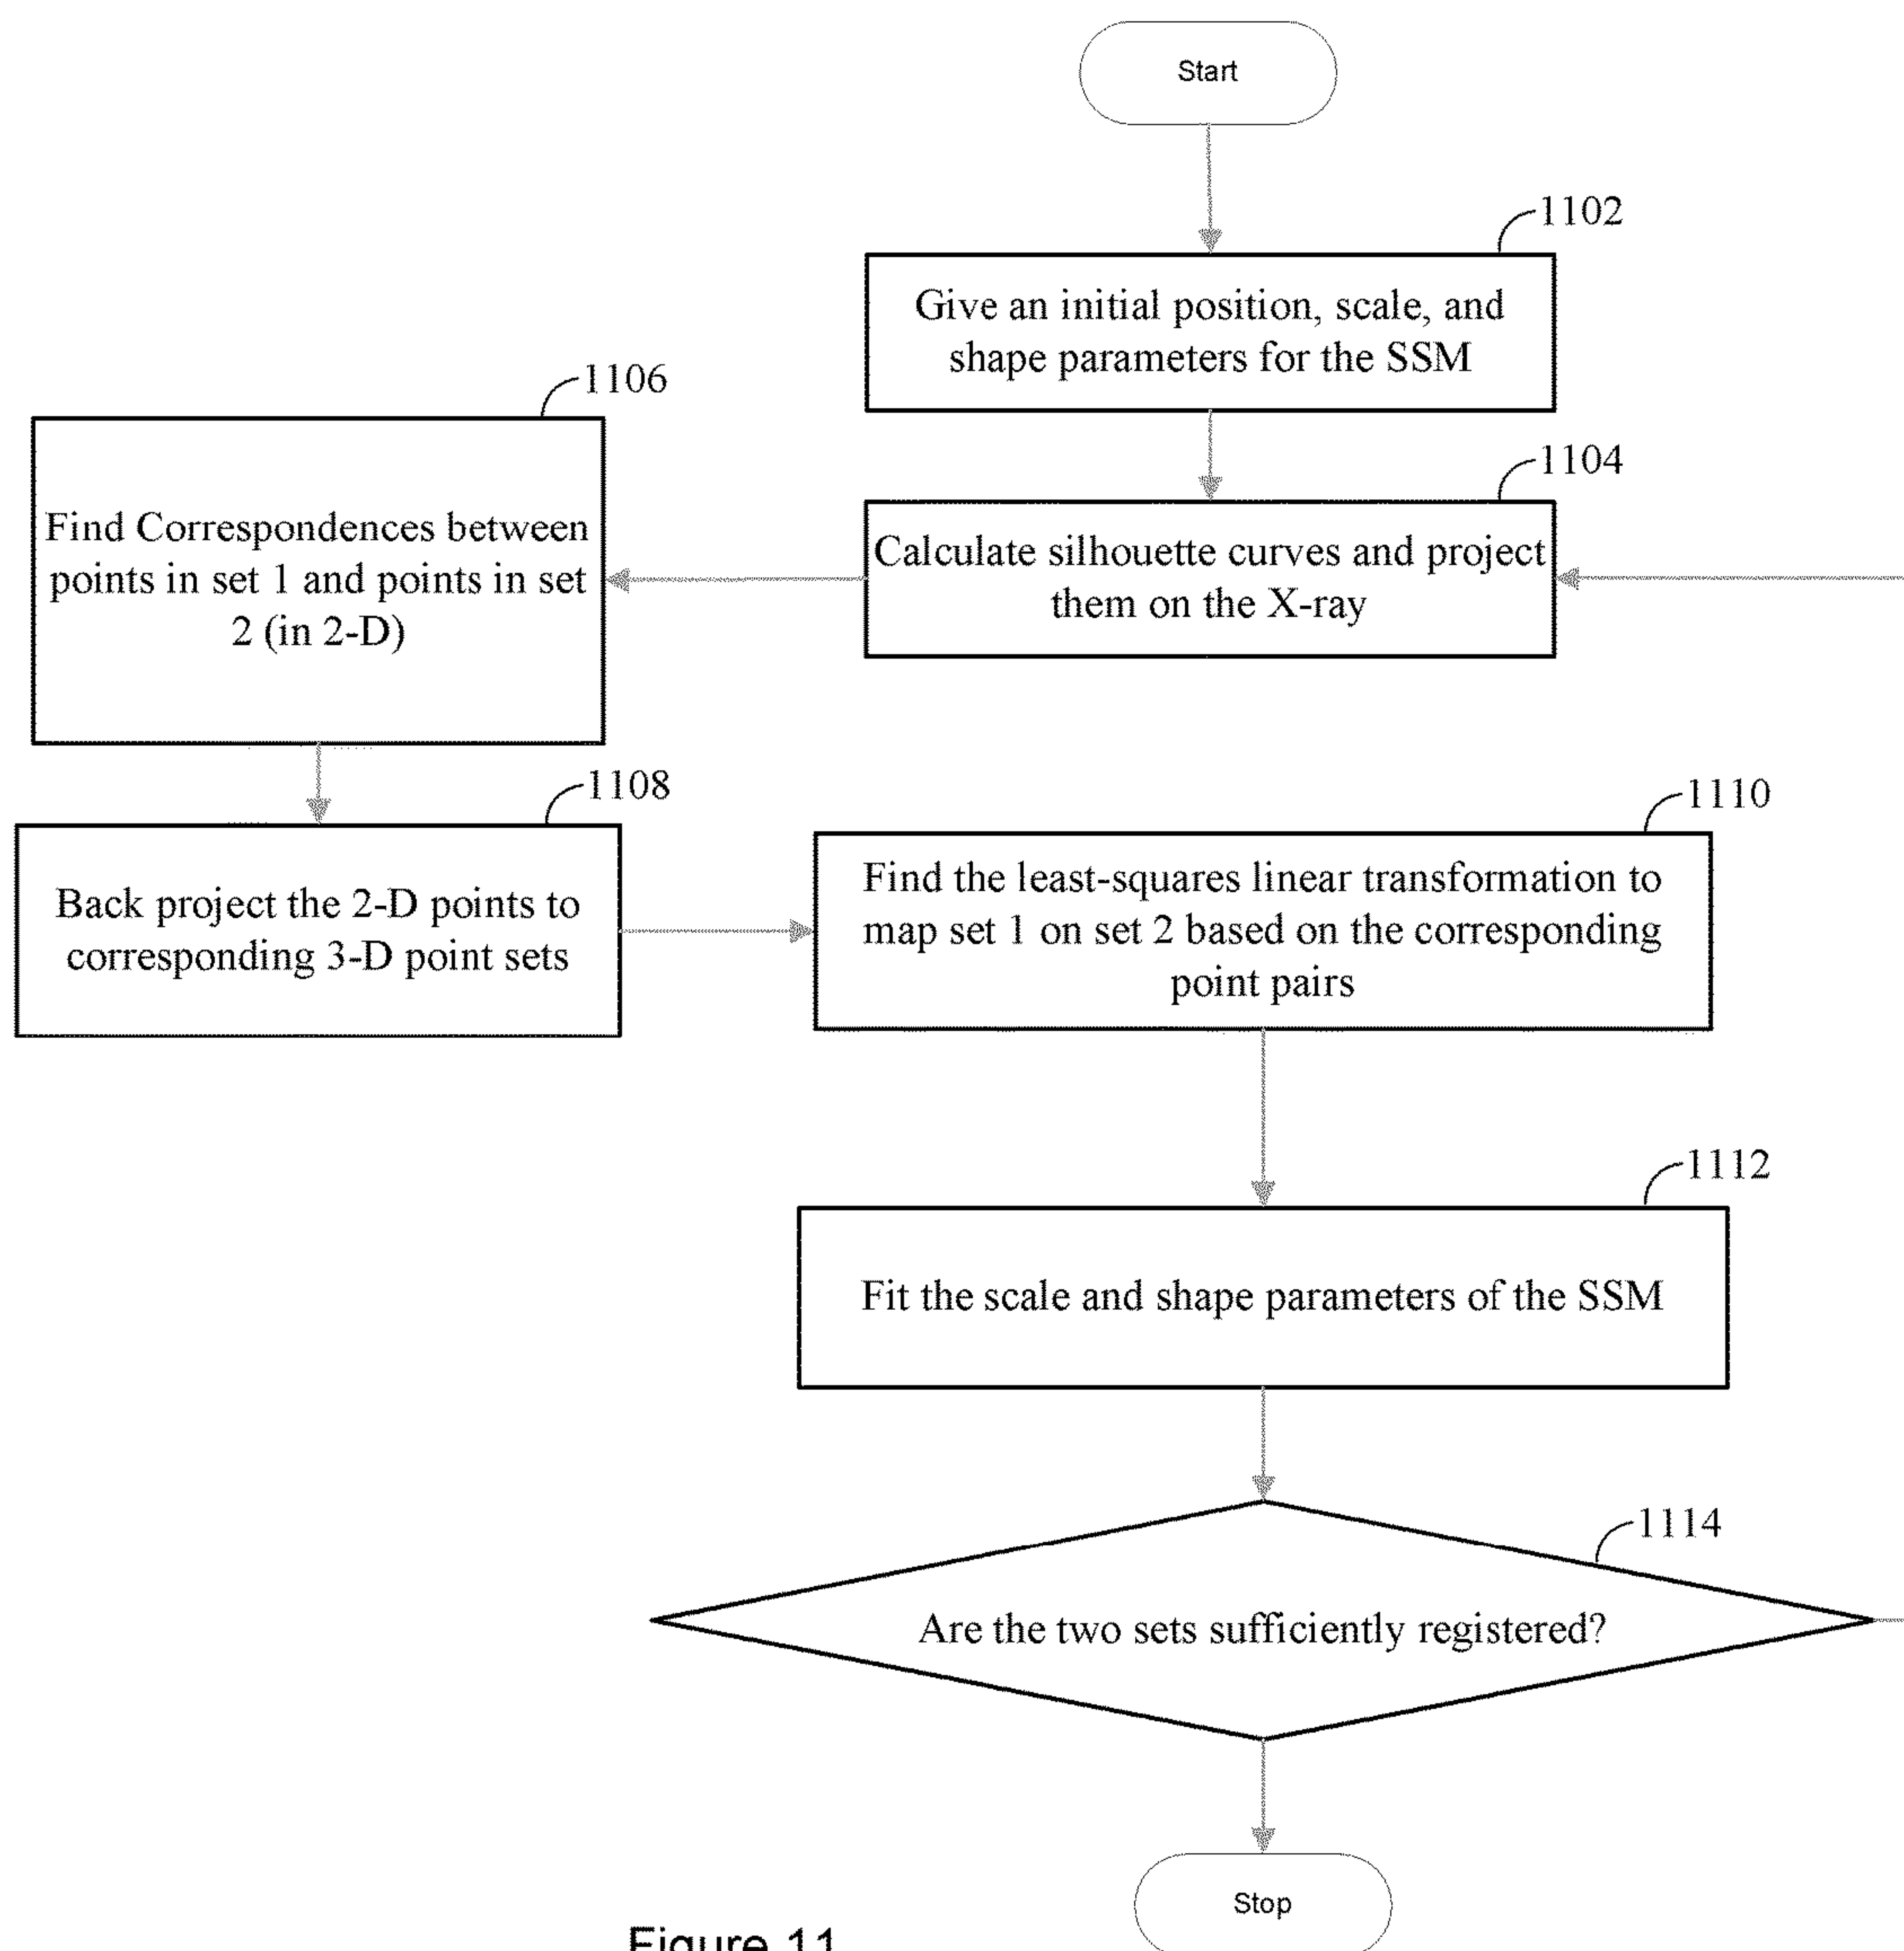 Start
1102
Give an initial position, scale, and
shape parameters for the SSM
1104
Calculate silhouette curves and project
them on the X-ray
1106
Find Correspondences between
points in set 1 and points in set
2 (in 2-D)
1108
Back project the 2-D points to
corresponding 3-D point sets
1110
Find the least-squares linear transformation to
map set 1 on set 2 based on the corresponding
point pairs
1112
Fit the scale and shape parameters of the SSM
1114
Are the two sets sufficiently registered?
Stop
Figure 11